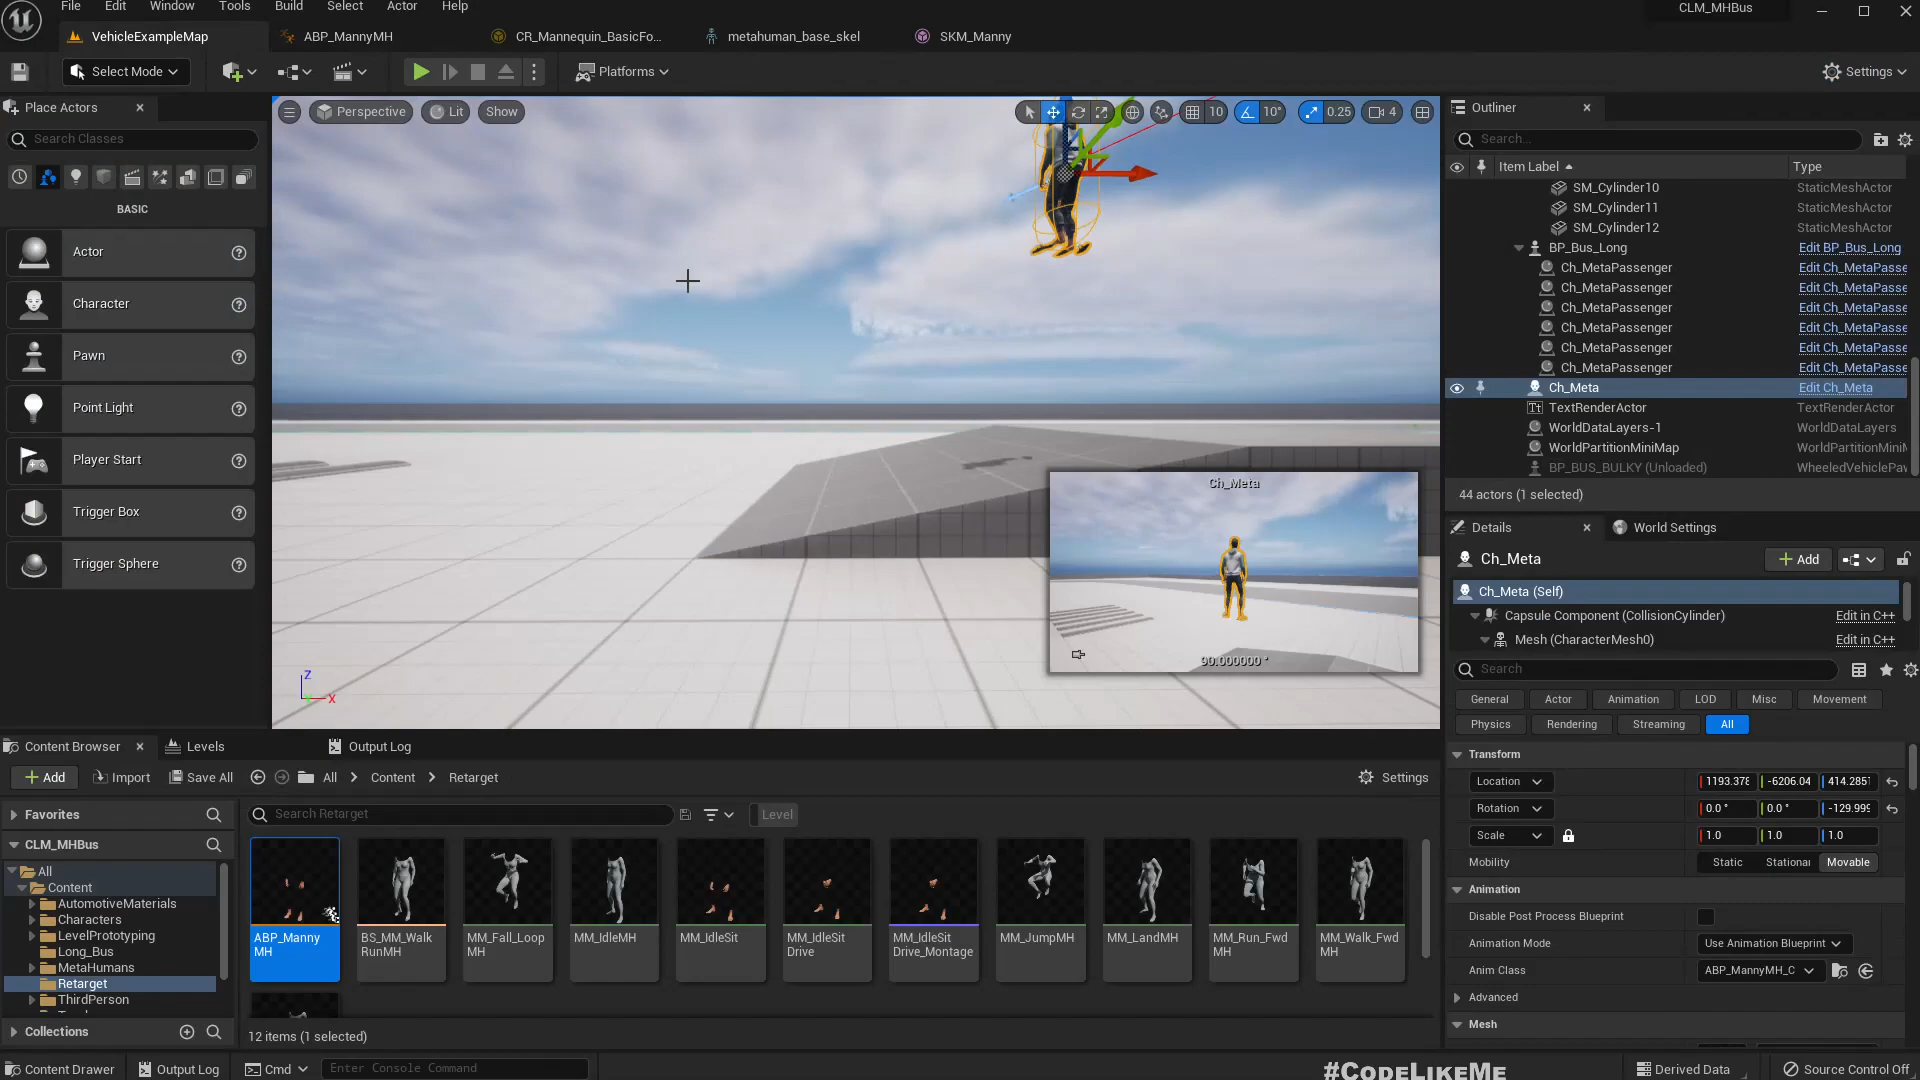 File Edit Window Tools Build Select Actor Help
CLM_MHBus
VehicleExampleMap
ABP_MannyMH
CR_Mannequin_BasicFo...
metahuman_base_skel
SKM_Manny
Select Mode
Platforms
Settings
Place Actors
Search Classes
BASIC
Actor
Character
Pawn
Point Light
Player Start
Trigger Box
Trigger Sphere
Perspective
Lit
Show
10
10°
0.25
4
Ch_Meta
90.000000 °
Z
X
Outliner
Search...
Item Label
Type
SM_Cylinder10 StaticMeshActor
SM_Cylinder11 StaticMeshActor
SM_Cylinder12 StaticMeshActor
BP_Bus_Long Edit BP_Bus_Long
Ch_MetaPassenger Edit Ch_MetaPasse
Ch_MetaPassenger Edit Ch_MetaPasse
Ch_MetaPassenger Edit Ch_MetaPasse
Ch_MetaPassenger Edit Ch_MetaPasse
Ch_MetaPassenger Edit Ch_MetaPasse
Ch_MetaPassenger Edit Ch_MetaPasse
Ch_Meta Edit Ch_Meta
TextRenderActor TextRenderActor
WorldDataLayers-1 WorldDataLayers
WorldPartitionMiniMap WorldPartitionMini
BP_BUS_BULKY (Unloaded) WheeledVehiclePa
44 actors (1 selected)
Details
World Settings
Ch_Meta
Add
Ch_Meta (Self)
Capsule Component (CollisionCylinder) Edit in C++
Mesh (CharacterMesh0) Edit in C++
Search
General Actor Animation LOD Misc Movement
Physics Rendering Streaming All
Transform
Location 1193.378 -6206.04 414.2851
Rotation 0.0 ° 0.0 ° -129.999
Scale 1.0 1.0 1.0
Mobility Static Stationar Movable
Animation
Disable Post Process Blueprint
Animation Mode Use Animation Blueprint
Anim Class ABP_MannyMH_C
Advanced
Mesh
Content Browser
Levels
Output Log
Add
Import
Save All
All
Content
Retarget
Settings
Favorites
Search Retarget
Level
CLM_MHBus
All
Content
AutomotiveMaterials
Characters
LevelPrototyping
Long_Bus
MetaHumans
Retarget
ThirdPerson
Collections
ABP_Manny
MH
BS_MM_Walk
RunMH
MM_Fall_Loop
MH
MM_IdleMH
MM_IdleSit
MM_IdleSit
Drive
MM_IdleSit
Drive_Montage
MM_JumpMH
MM_LandMH
MM_Run_Fwd
MH
MM_Walk_Fwd
MH
12 items (1 selected)
Content Drawer
Output Log
Cmd
Enter Console Command
#CODELIKEME
Derived Data
Source Control Off